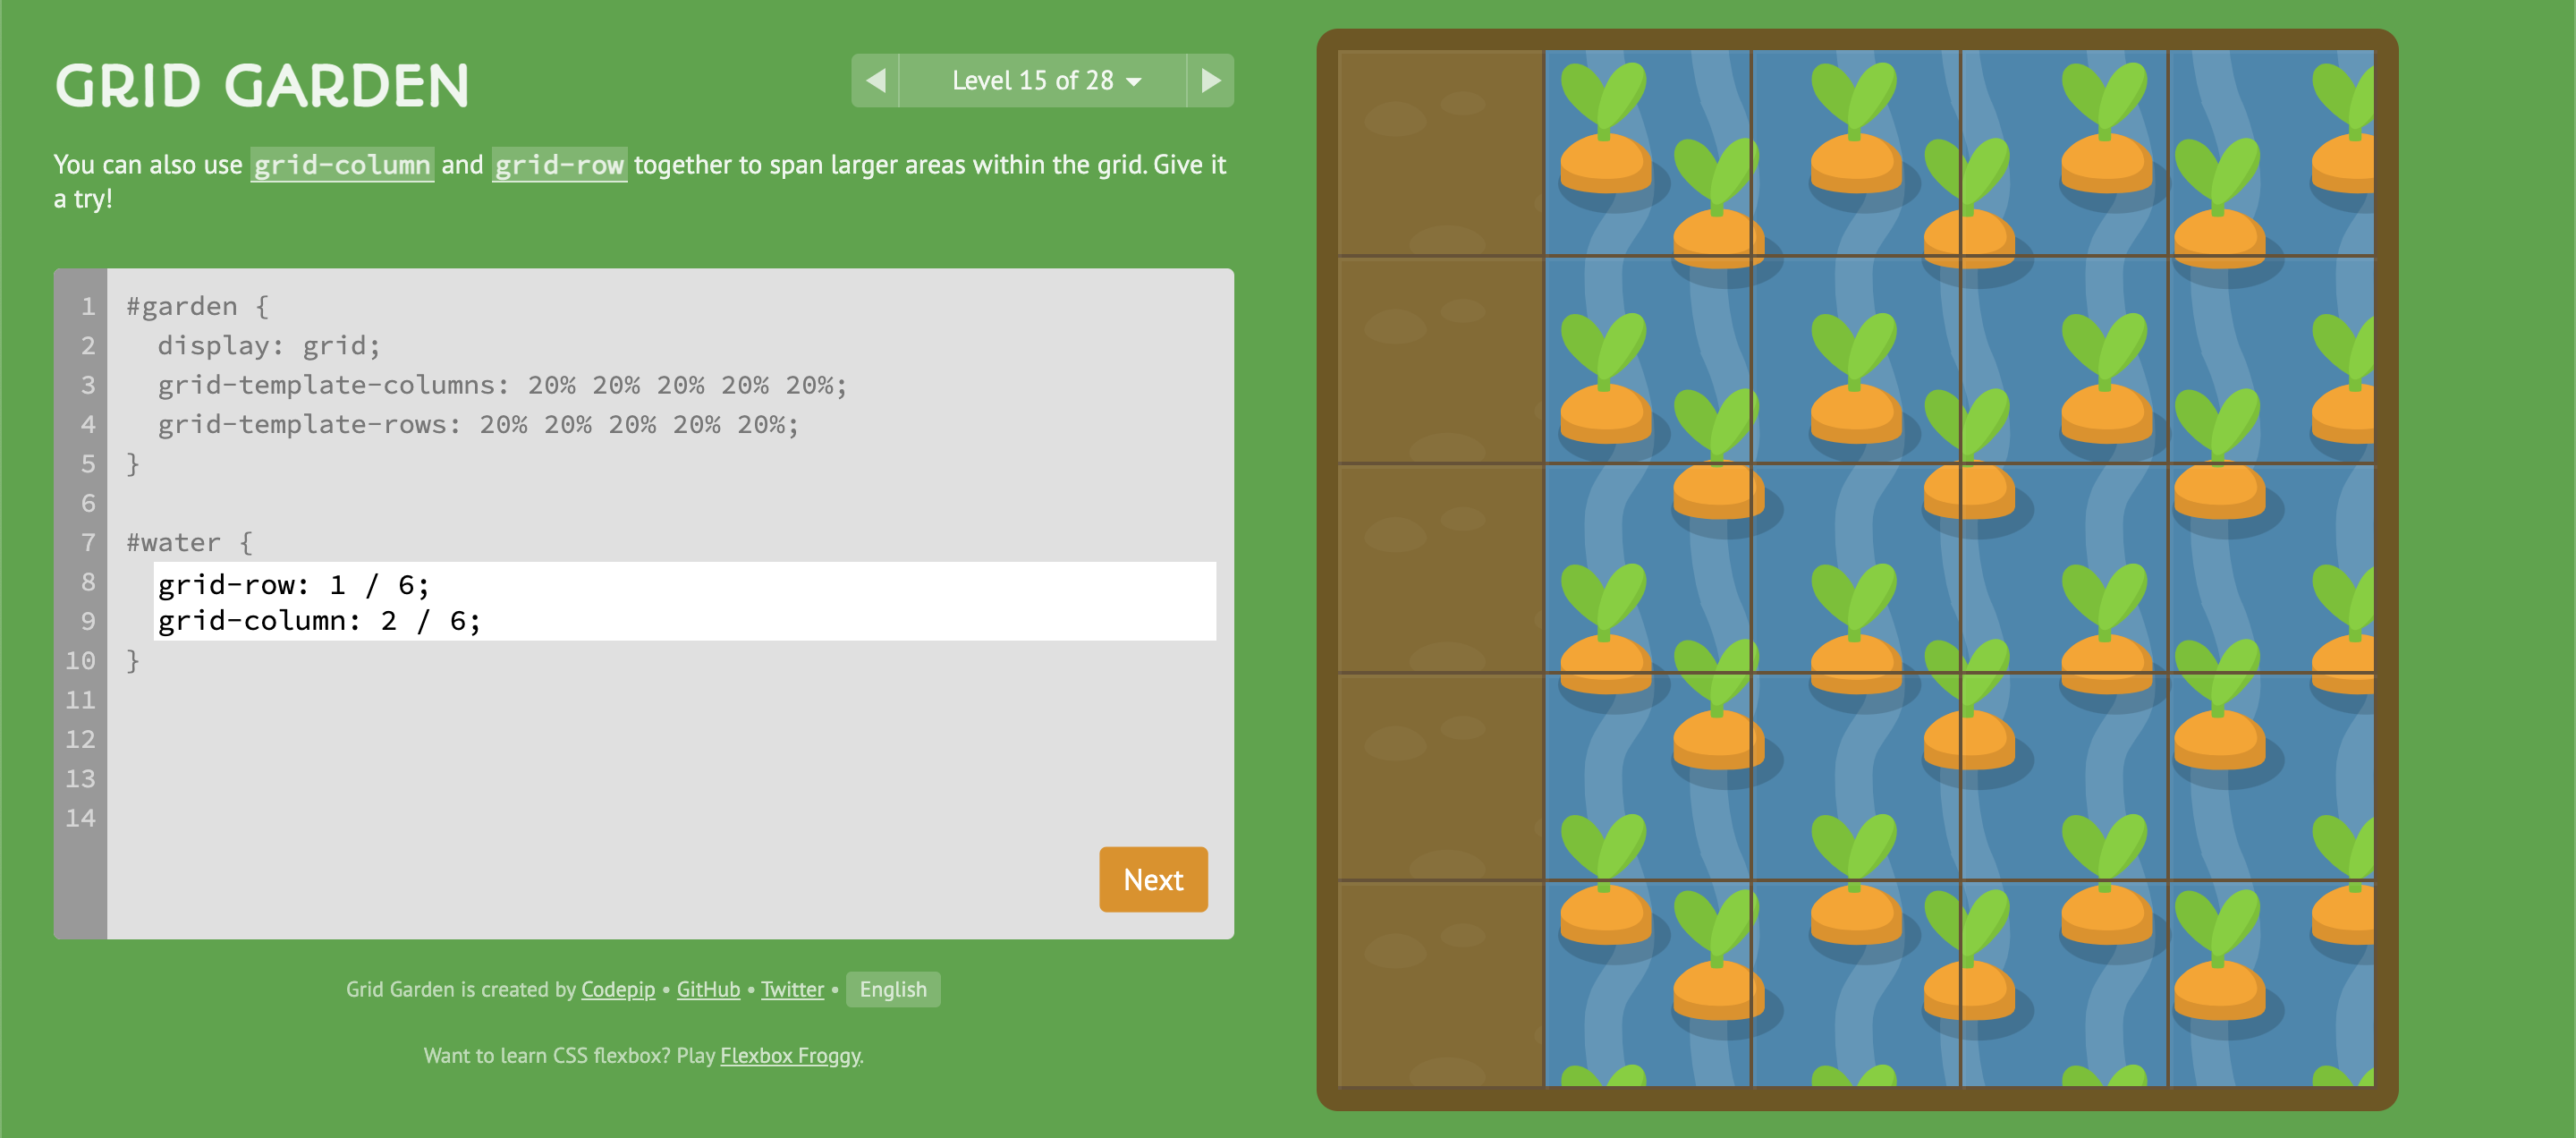 GRID GARDEN
Level 15 of 28
You can also use grid-column and grid-row together to span larger areas within the grid. Give it
a try!
1 #garden {
2 display: grid;
3 grid-template-columns: 20% 20% 20% 20% 20%;
4 grid-template-rows: 20% 20% 20% 20% 20%;
5 }
6
7 #water {
8 grid-row: 1 / 6;
9 grid-column: 2 / 6;
10 }
11
12
13
14
Next
Grid Garden is created by Codepip • GitHub • Twitter • English
Want to learn CSS flexbox? Play Flexbox Froggy.